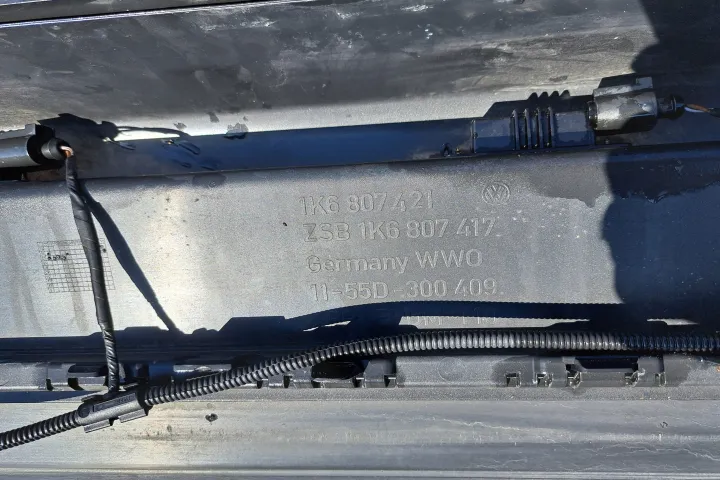 1K6 807 421
ZSB 1K6 807 417
Germany WWO
11-55D-300 409